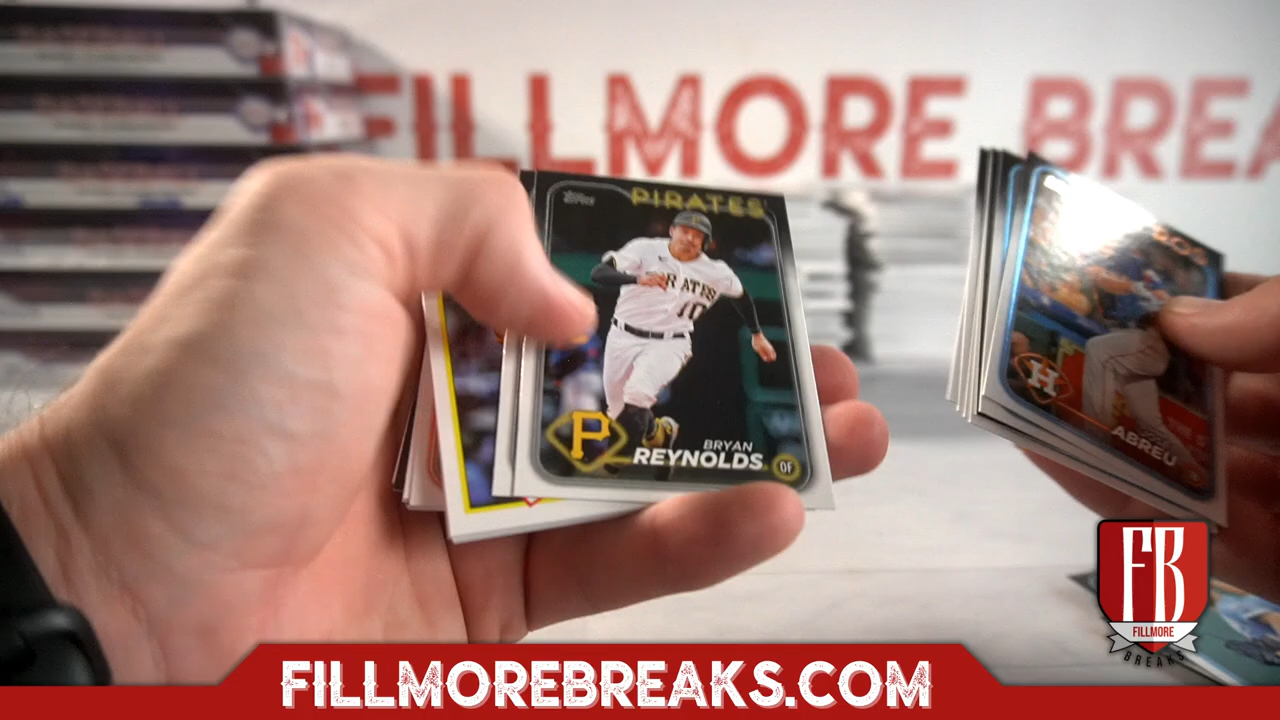 FILLMORE BREA
Topps
PIRATES
PIRATES
10
P
BRYAN
REYNOLDS
OF
H
ABREU
FB
FILLMORE
BREAKS
FILLMOREBREAKS.COM